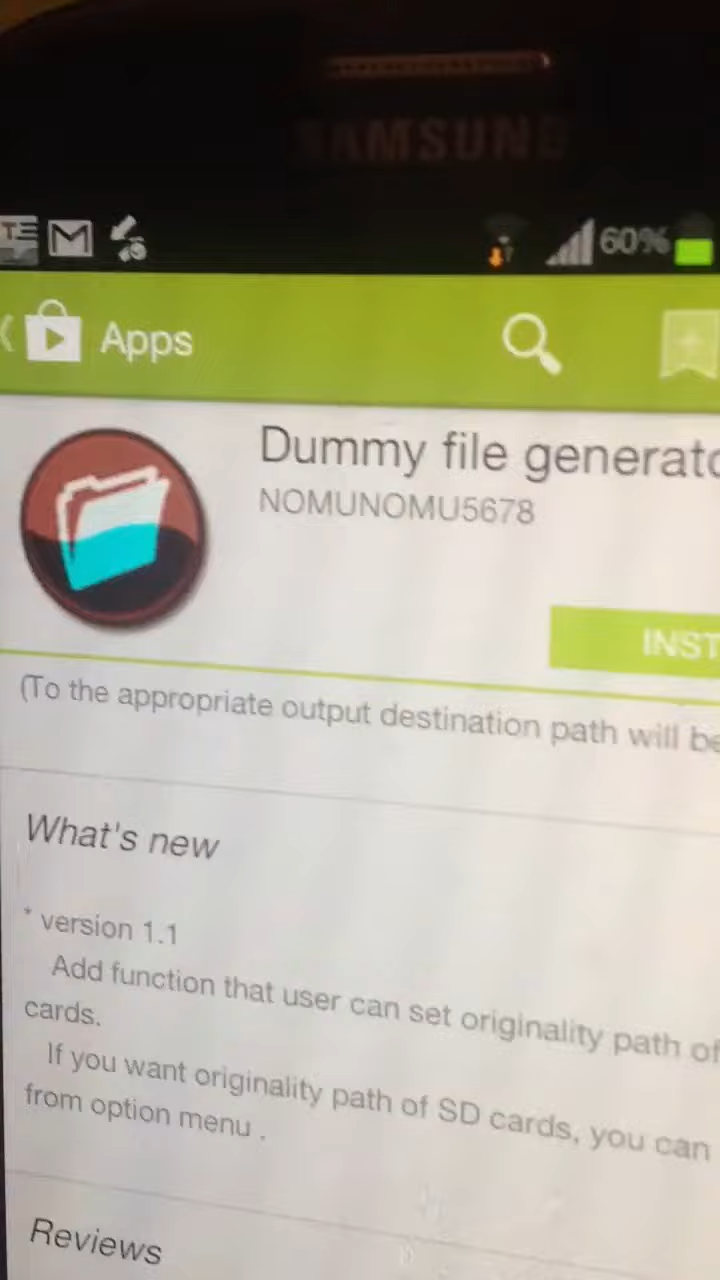 SAMSUNG
60%
Apps
Dummy file generato
NOMUNOMU5678
INST
(To the appropriate output destination path will be
What's new
* version 1.1
Add function that user can set originality path of
cards.
If you want originality path of SD cards, you can
from option menu .
Reviews